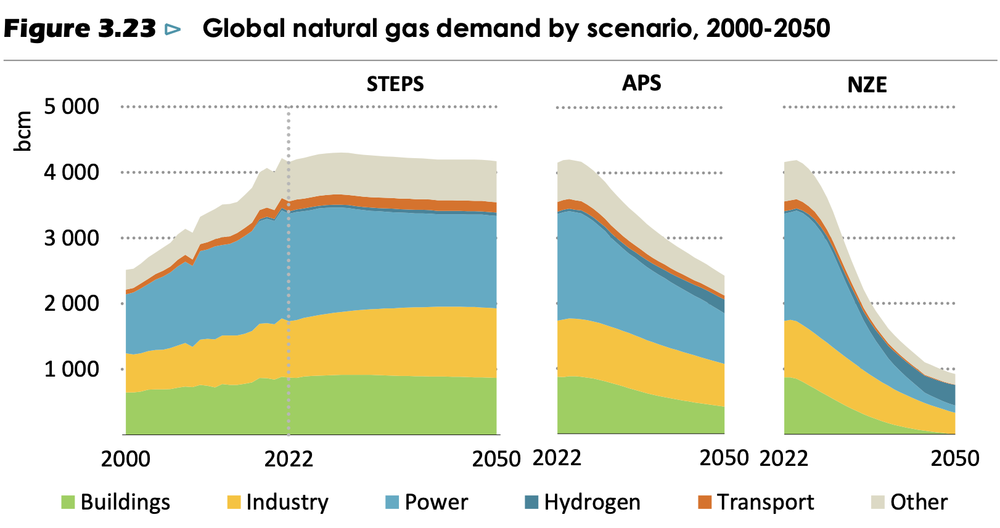 Figure 3.23 ▷ Global natural gas demand by scenario, 2000-2050
STEPS APS NZE
bcm
5 000
4 000
3 000
2 000
1 000
2000 2022 2050 2022 2050 2022 2050
Buildings Industry Power Hydrogen Transport Other